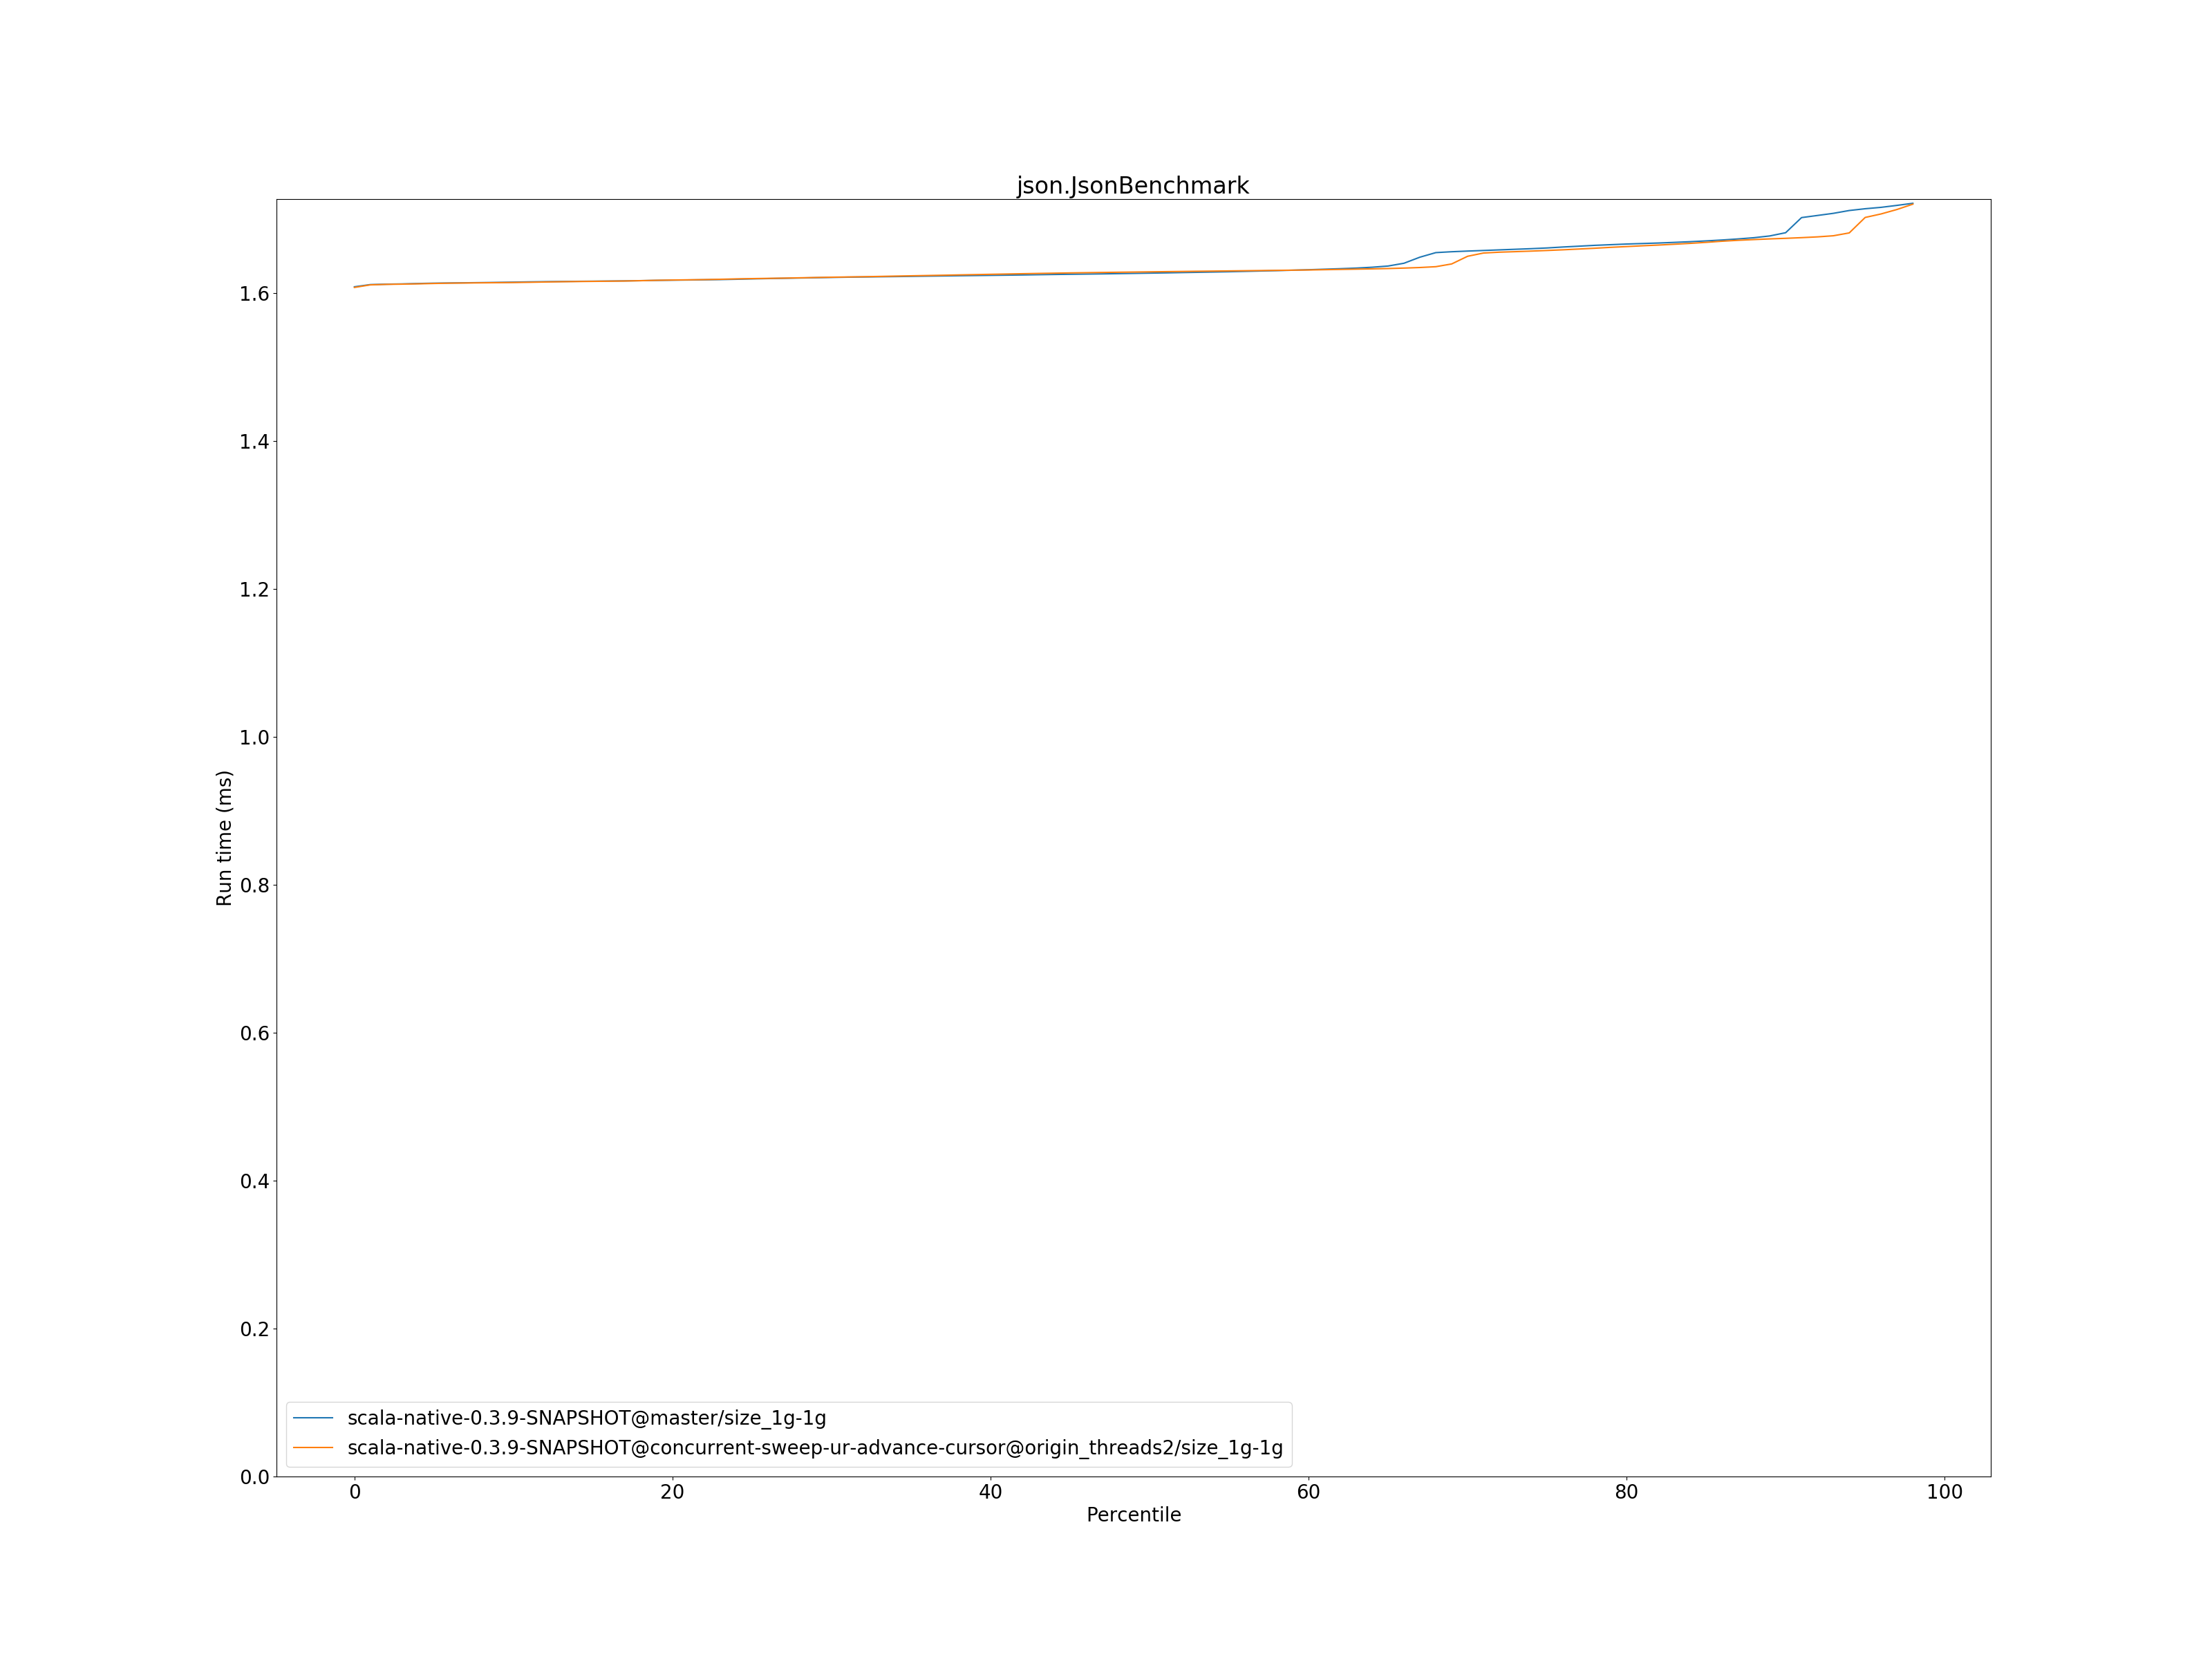 json.JsonBenchmark
Run time (ms)
1.6
1.4
1.2
1.0
0.8
0.6
0.4
0.2
0.0
scala-native-0.3.9-SNAPSHOT@master/size_1g-1g
scala-native-0.3.9-SNAPSHOT@concurrent-sweep-ur-advance-cursor@origin_threads2/size_1g-1g
0 20 40 60 80 100
Percentile